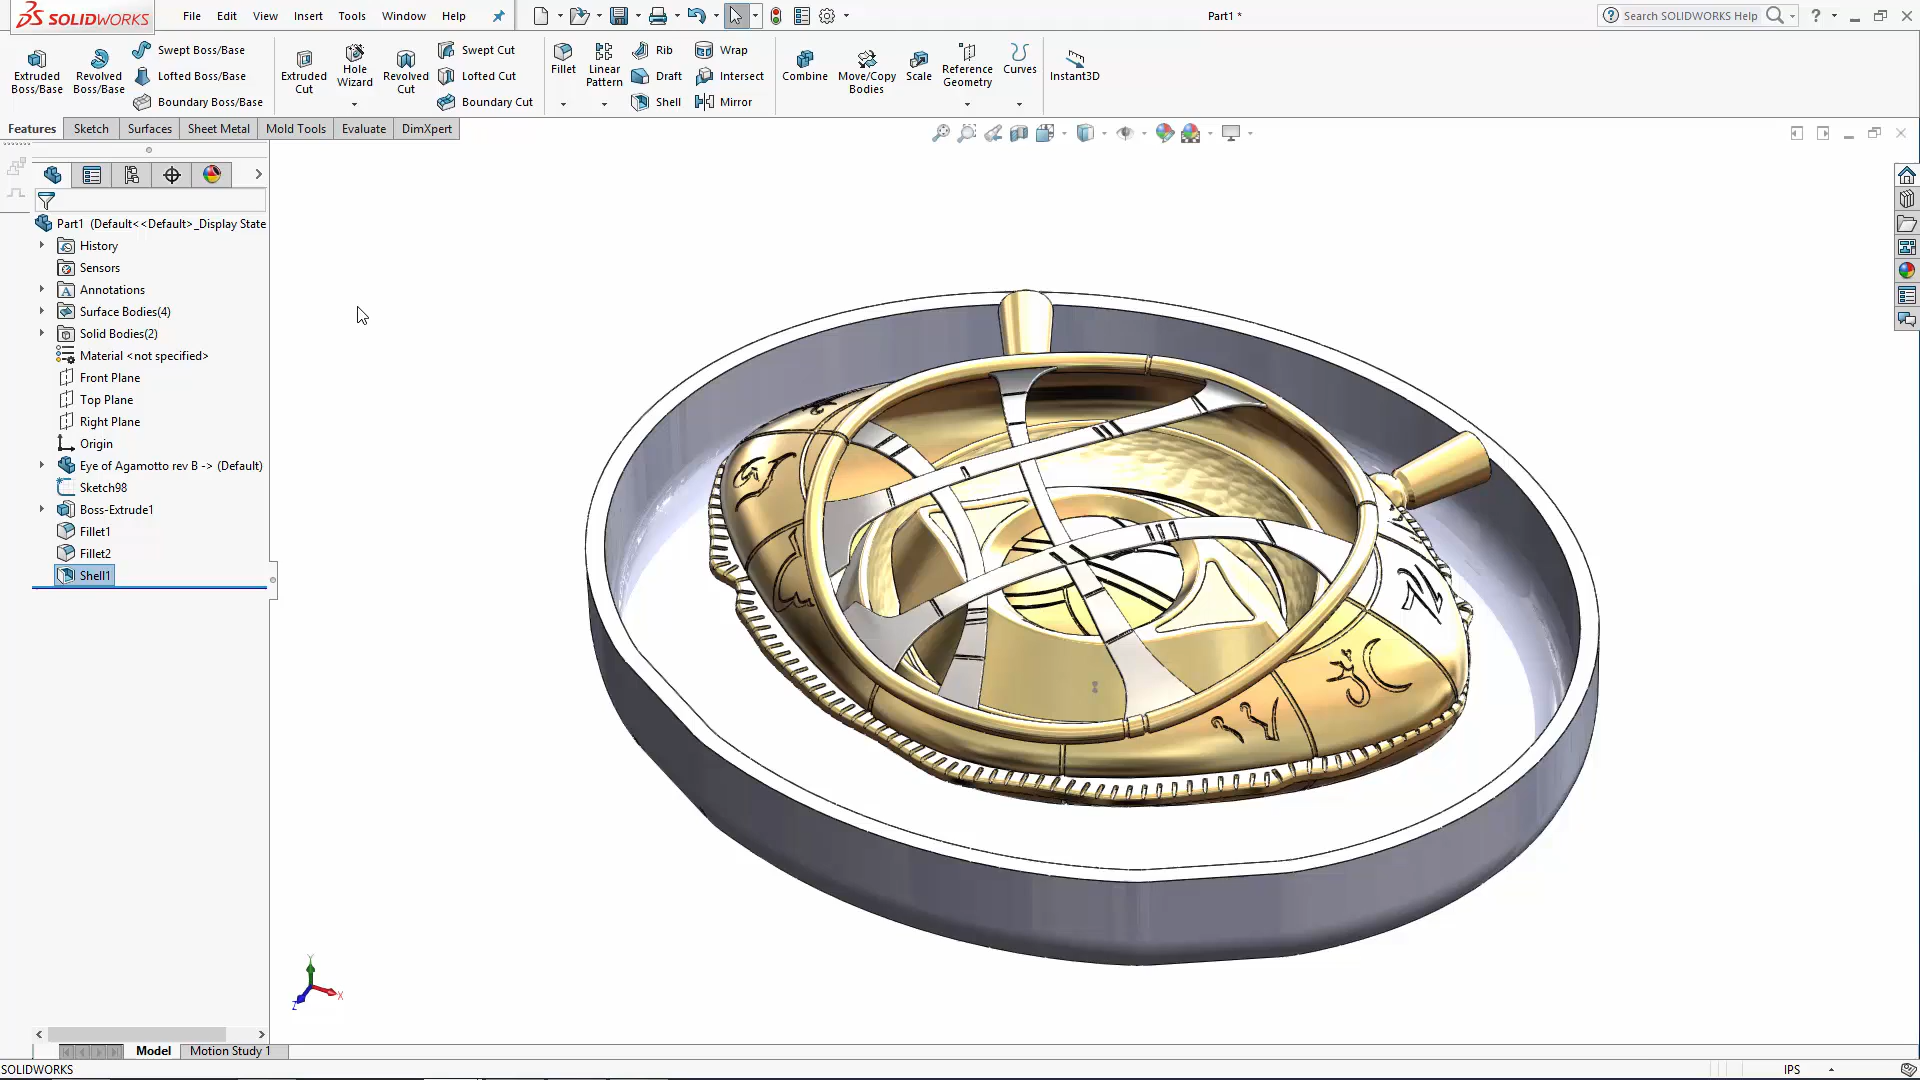 SOLIDWORKS
File Edit View Insert Tools Window Help
Part1 *
Search SOLIDWORKS Help
Extruded Boss/Base
Revolved Boss/Base
Swept Boss/Base
Lofted Boss/Base
Boundary Boss/Base
Extruded Cut
Hole Wizard
Revolved Cut
Swept Cut
Lofted Cut
Boundary Cut
Fillet
Linear Pattern
Rib
Draft
Shell
Wrap
Intersect
Mirror
Combine
Move/Copy Bodies
Scale
Reference Geometry
Curves
Instant3D
Features Sketch Surfaces Sheet Metal Mold Tools Evaluate DimXpert
Part1 (Default<<Default>_Display State
History
Sensors
Annotations
Surface Bodies(4)
Solid Bodies(2)
Material <not specified>
Front Plane
Top Plane
Right Plane
Origin
Eye of Agamotto rev B -> (Default)
Sketch98
Boss-Extrude1
Fillet1
Fillet2
Shell1
Y
X
Z
Model Motion Study 1
SOLIDWORKS
IPS